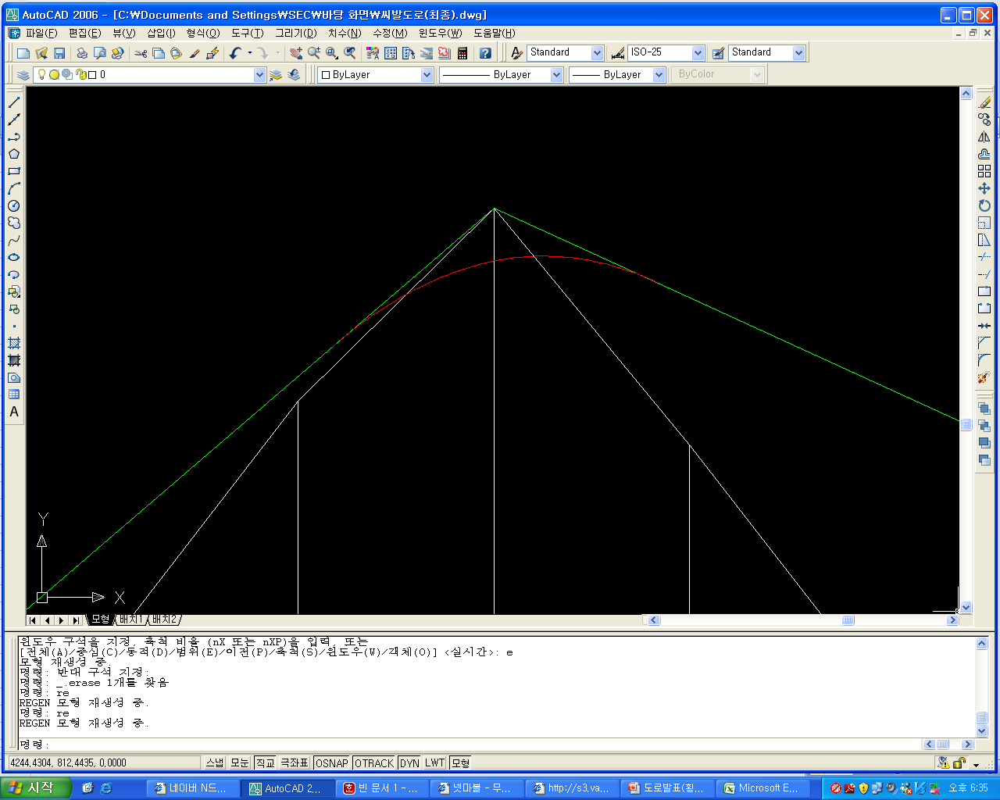 AutoCAD 2006 - [C:₩Documents and Settings₩SEC₩바탕 화면₩씨발도로(최종).dwg]
파일(F) 편집(E) 뷰(V) 삽입(I) 형식(O) 도구(T) 그리기(D) 치수(N) 수정(M) 윈도우(W) 도움말(H)
Standard ISO-25 Standard
0 ByLayer ByLayer ByLayer ByColor
A
Y
X
모형 배치1 배치2
윈도우 구석을 지정, 축척 비율 (nX 또는 nXP)을 입력, 또는
[전체(A)/중심(C)/동적(D)/범위(E)/이전(P)/축척(S)/윈도우(W)/객체(O)] <실시간>: e
모형 재생성 중.
명령: 반대 구석 지정:
명령: _.erase 1개를 찾음
명령: re
REGEN 모형 재생성 중.
명령: re
REGEN 모형 재생성 중.
명령:
4244,4304, 812,4435, 0,0000 스냅 모눈 직교 극좌표 OSNAP OTRACK DYN LWT 모형
시작 네이버 N드... AutoCAD 2,.. 빈 문서 1 - ... 넷마블 - 무... http://s3,va... 도로발표(횡... Microsoft E... 오후 6:35